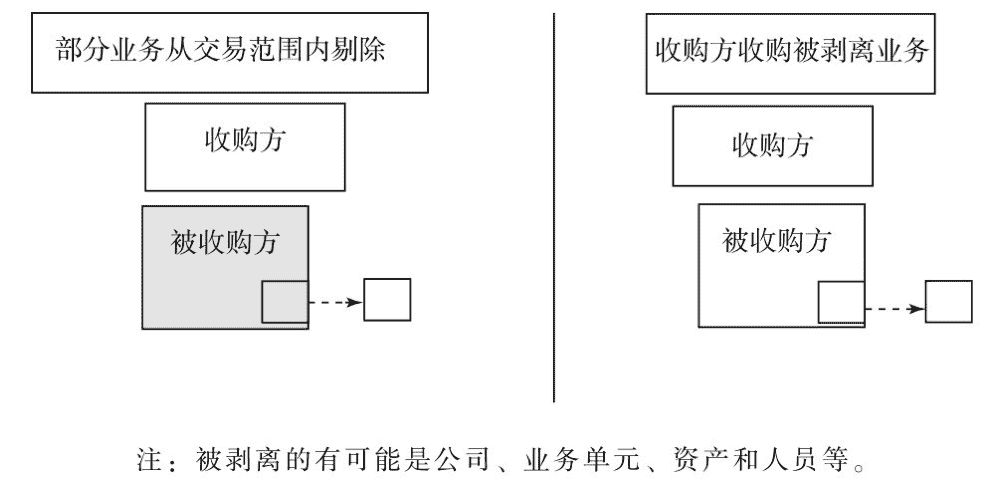 部分业务从交易范围内剔除
收购方
被收购方
收购方收购被剥离业务
收购方
被收购方
注：被剥离的有可能是公司、业务单元、资产和人员等。